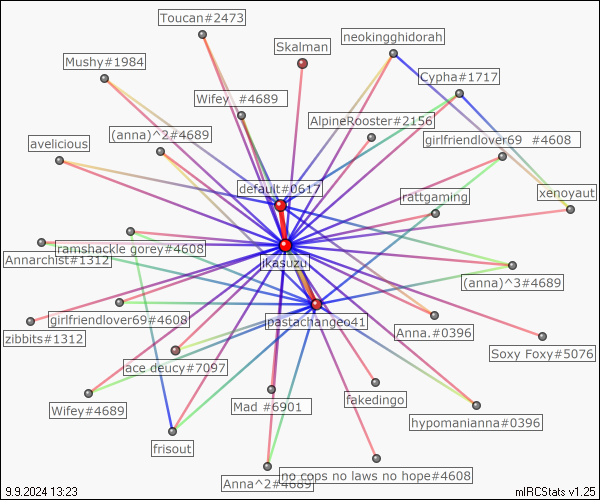 Toucan#2473
neokingghidorah
Skalman
Mushy#1984
Cypha#1717
Wifey_#4689
AlpineRooster#2156
(anna)^2#4689
girlfriendlover69_#4608
avelicious
default#0617
rattgaming
xenoyaut
ramshackle gorey#4608
Annarchist#1312
ikasuzu
(anna)^3#4689
girlfriendlover69#4608
pastachangeo41
zibbits#1312
Anna.#0396
Soxy Foxy#5076
ace deucy#7097
fakedingo
Wifey#4689
Mad_#6901
hypomanianna#0396
frisout
no cops no laws no hope#4608
Anna^2#4689
9.9.2024 13:23
mIRCStats v1.25